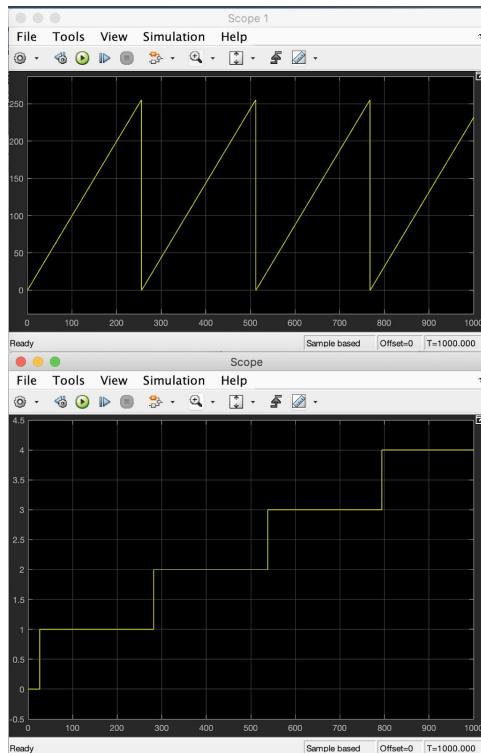 Scope 1
File Tools View Simulation Help
250
200
150
100
50
0
0 100 200 300 400 500 600 700 800 900 1000
Ready Sample based Offset=0 T=1000.000
Scope
File Tools View Simulation Help
4.5
4
3.5
3
2.5
2
1.5
1
0.5
0
-0.5
0 100 200 300 400 500 600 700 800 900 1000
Ready Sample based Offset=0 T=1000.000